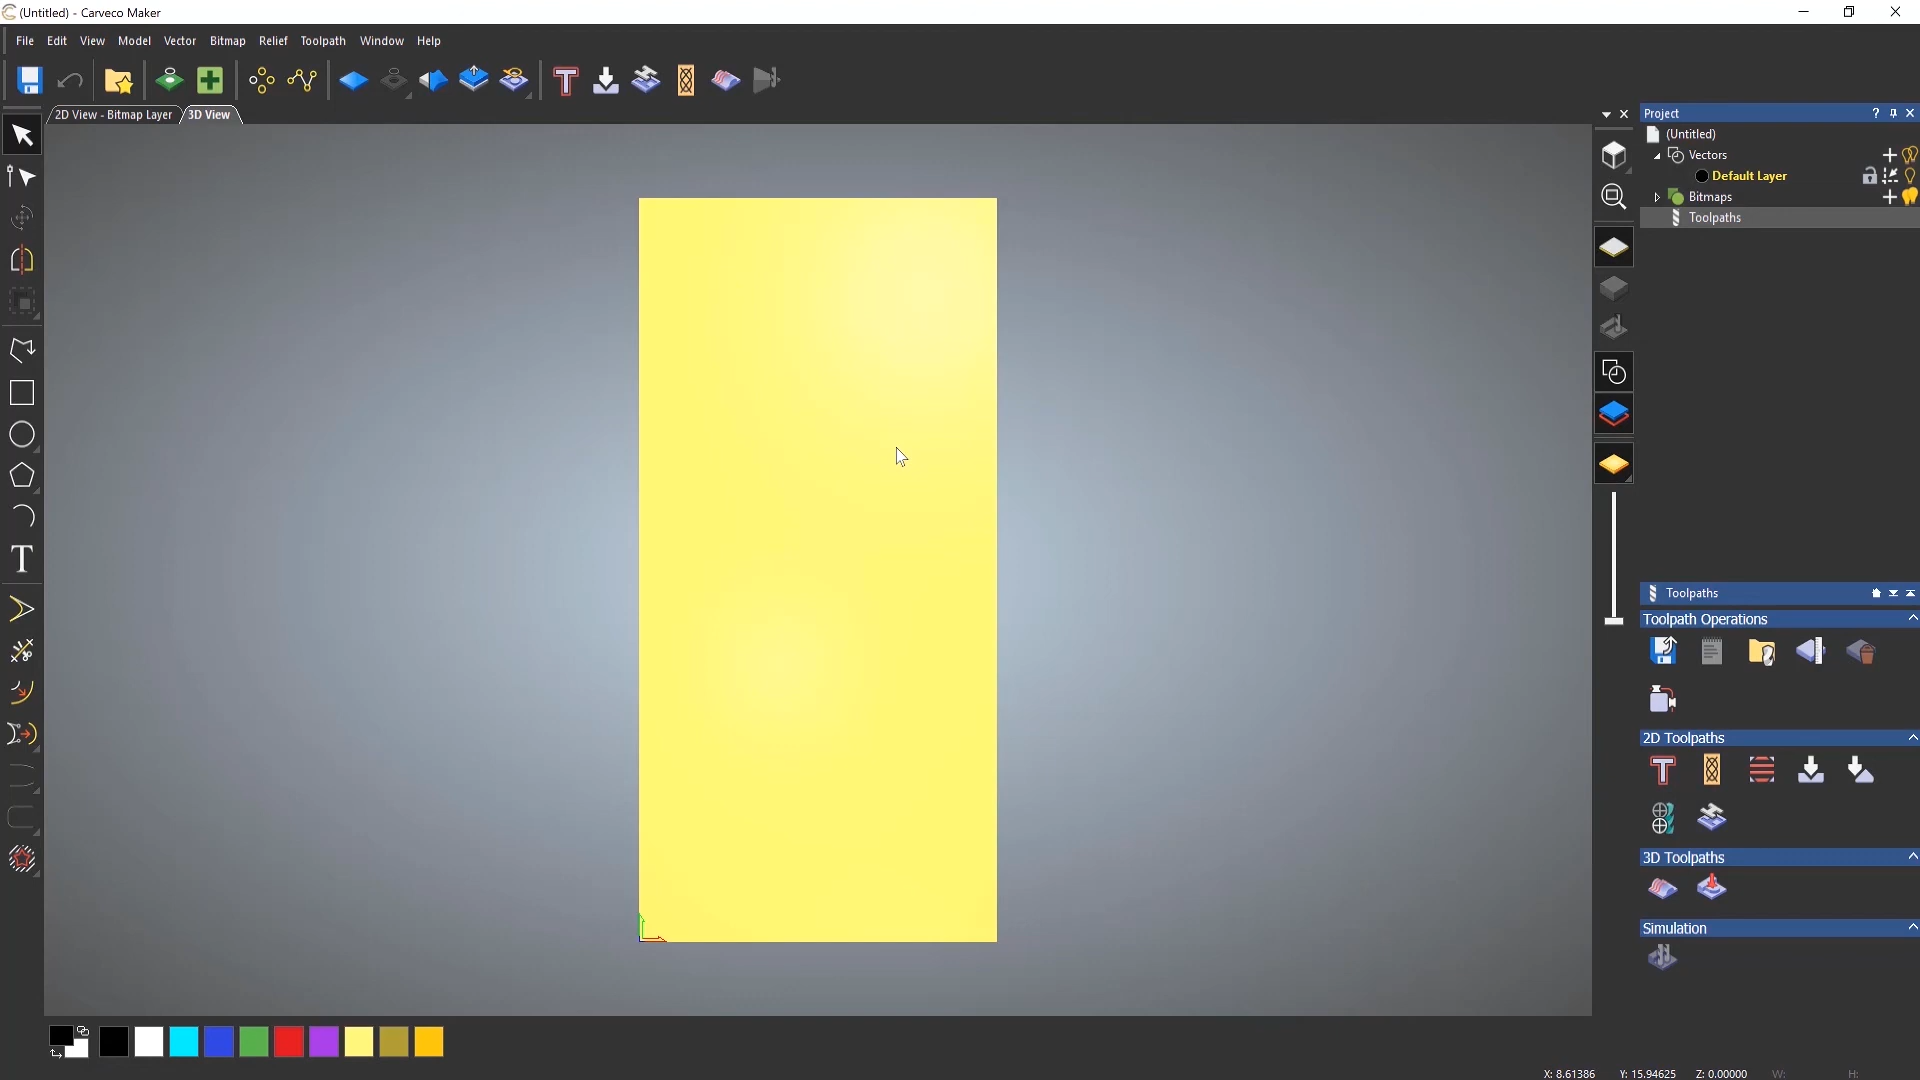 (Untitled) - Carveco Maker
File Edit View Model Vector Bitmap Relief Toolpath Window Help
2D View - Bitmap Layer 3D View
Project
(Untitled)
Vectors
Default Layer
Bitmaps
Toolpaths
Toolpaths
Toolpath Operations
2D Toolpaths
3D Toolpaths
Simulation
X: 8.61386 Y: 15.94625 Z: 0.00000 W: H: